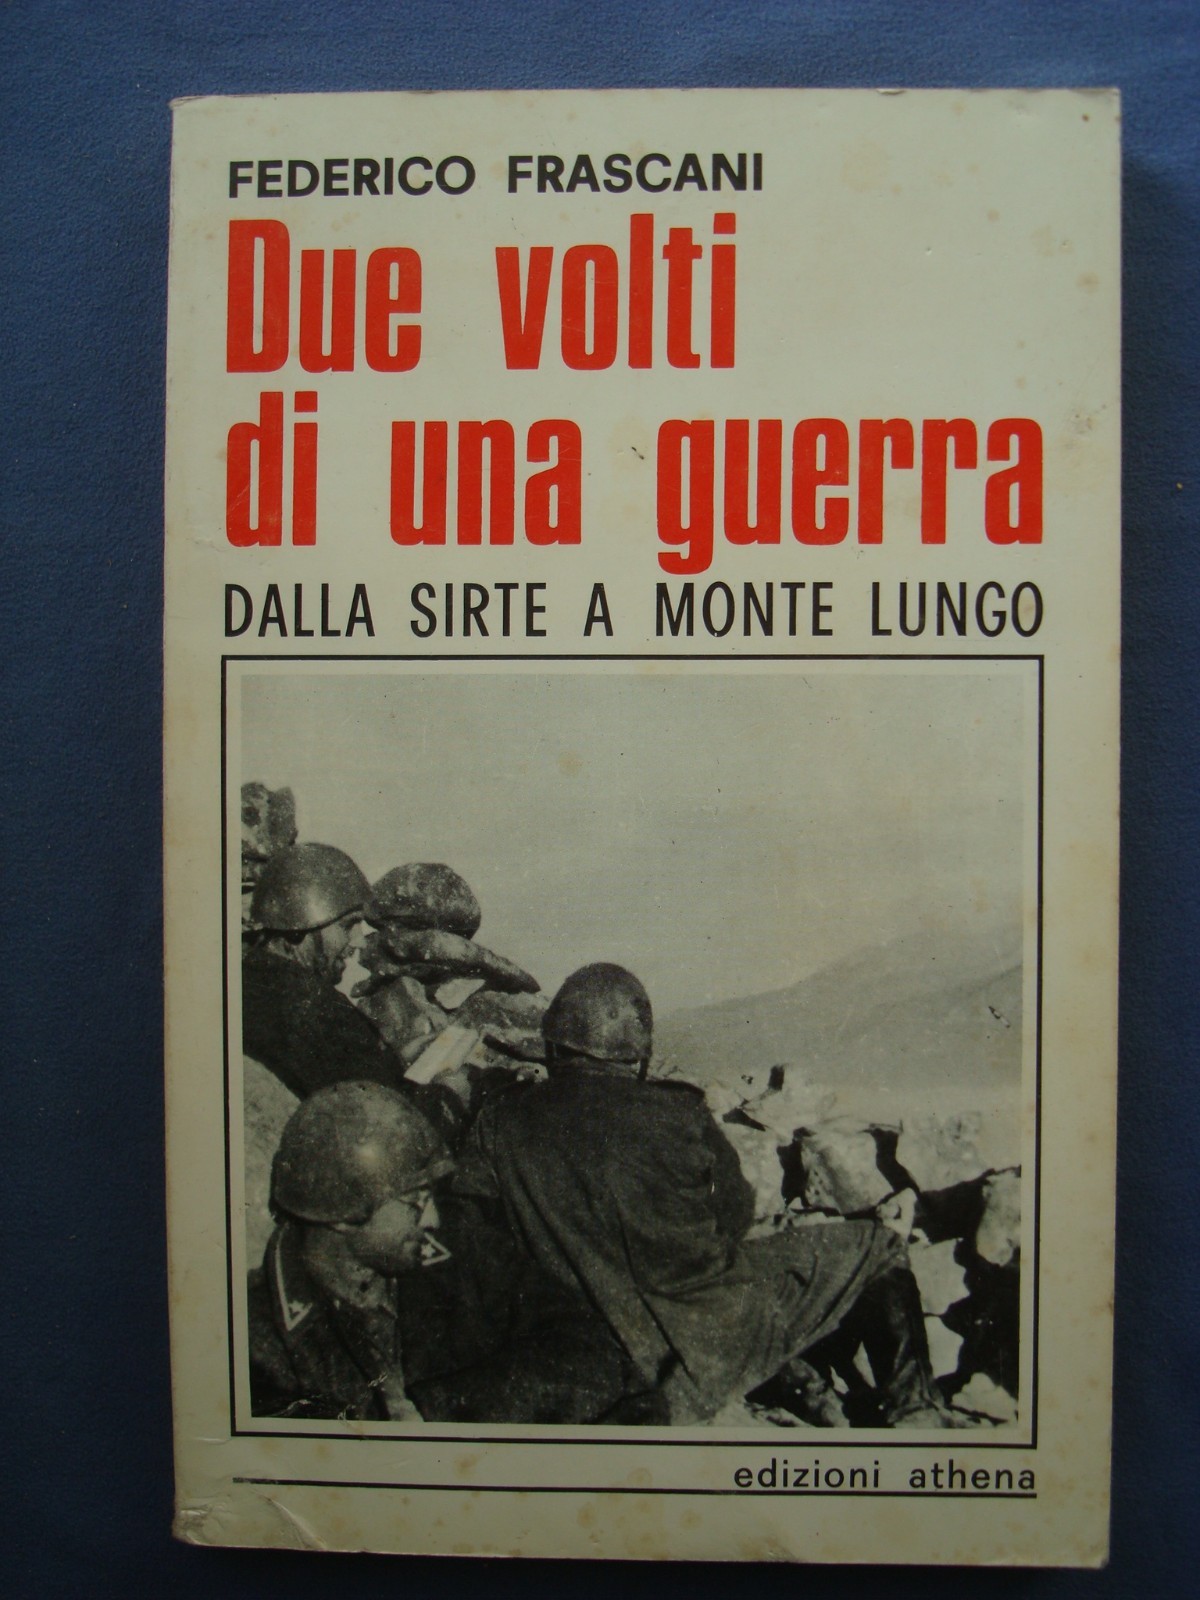 FEDERICO FRASCANI
Due volti
di una guerra
DALLA SIRTE A MONTE LUNGO
edizioni athena